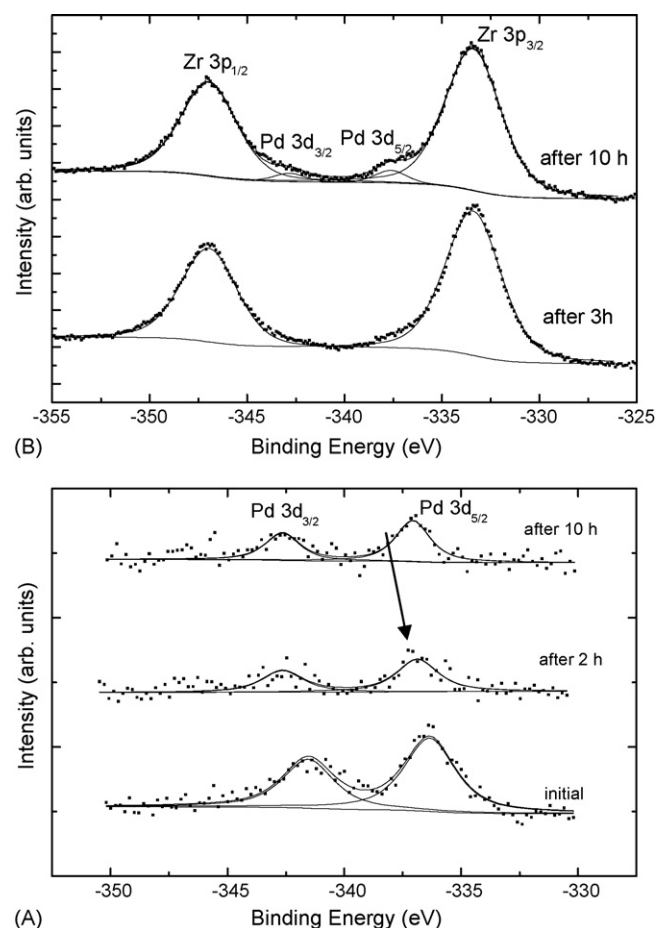 Zr 3p3/2
Zr 3p1/2
Pd 3d3/2
Pd 3d5/2
after 10 h
after 3h
Intensity (arb. units)
-355 -350 -345 -340 -335 -330 -325
Binding Energy (eV)
(B)
Pd 3d3/2
Pd 3d5/2
after 10 h
after 2 h
initial
Intensity (arb. units)
-350 -345 -340 -335 -330
Binding Energy (eV)
(A)